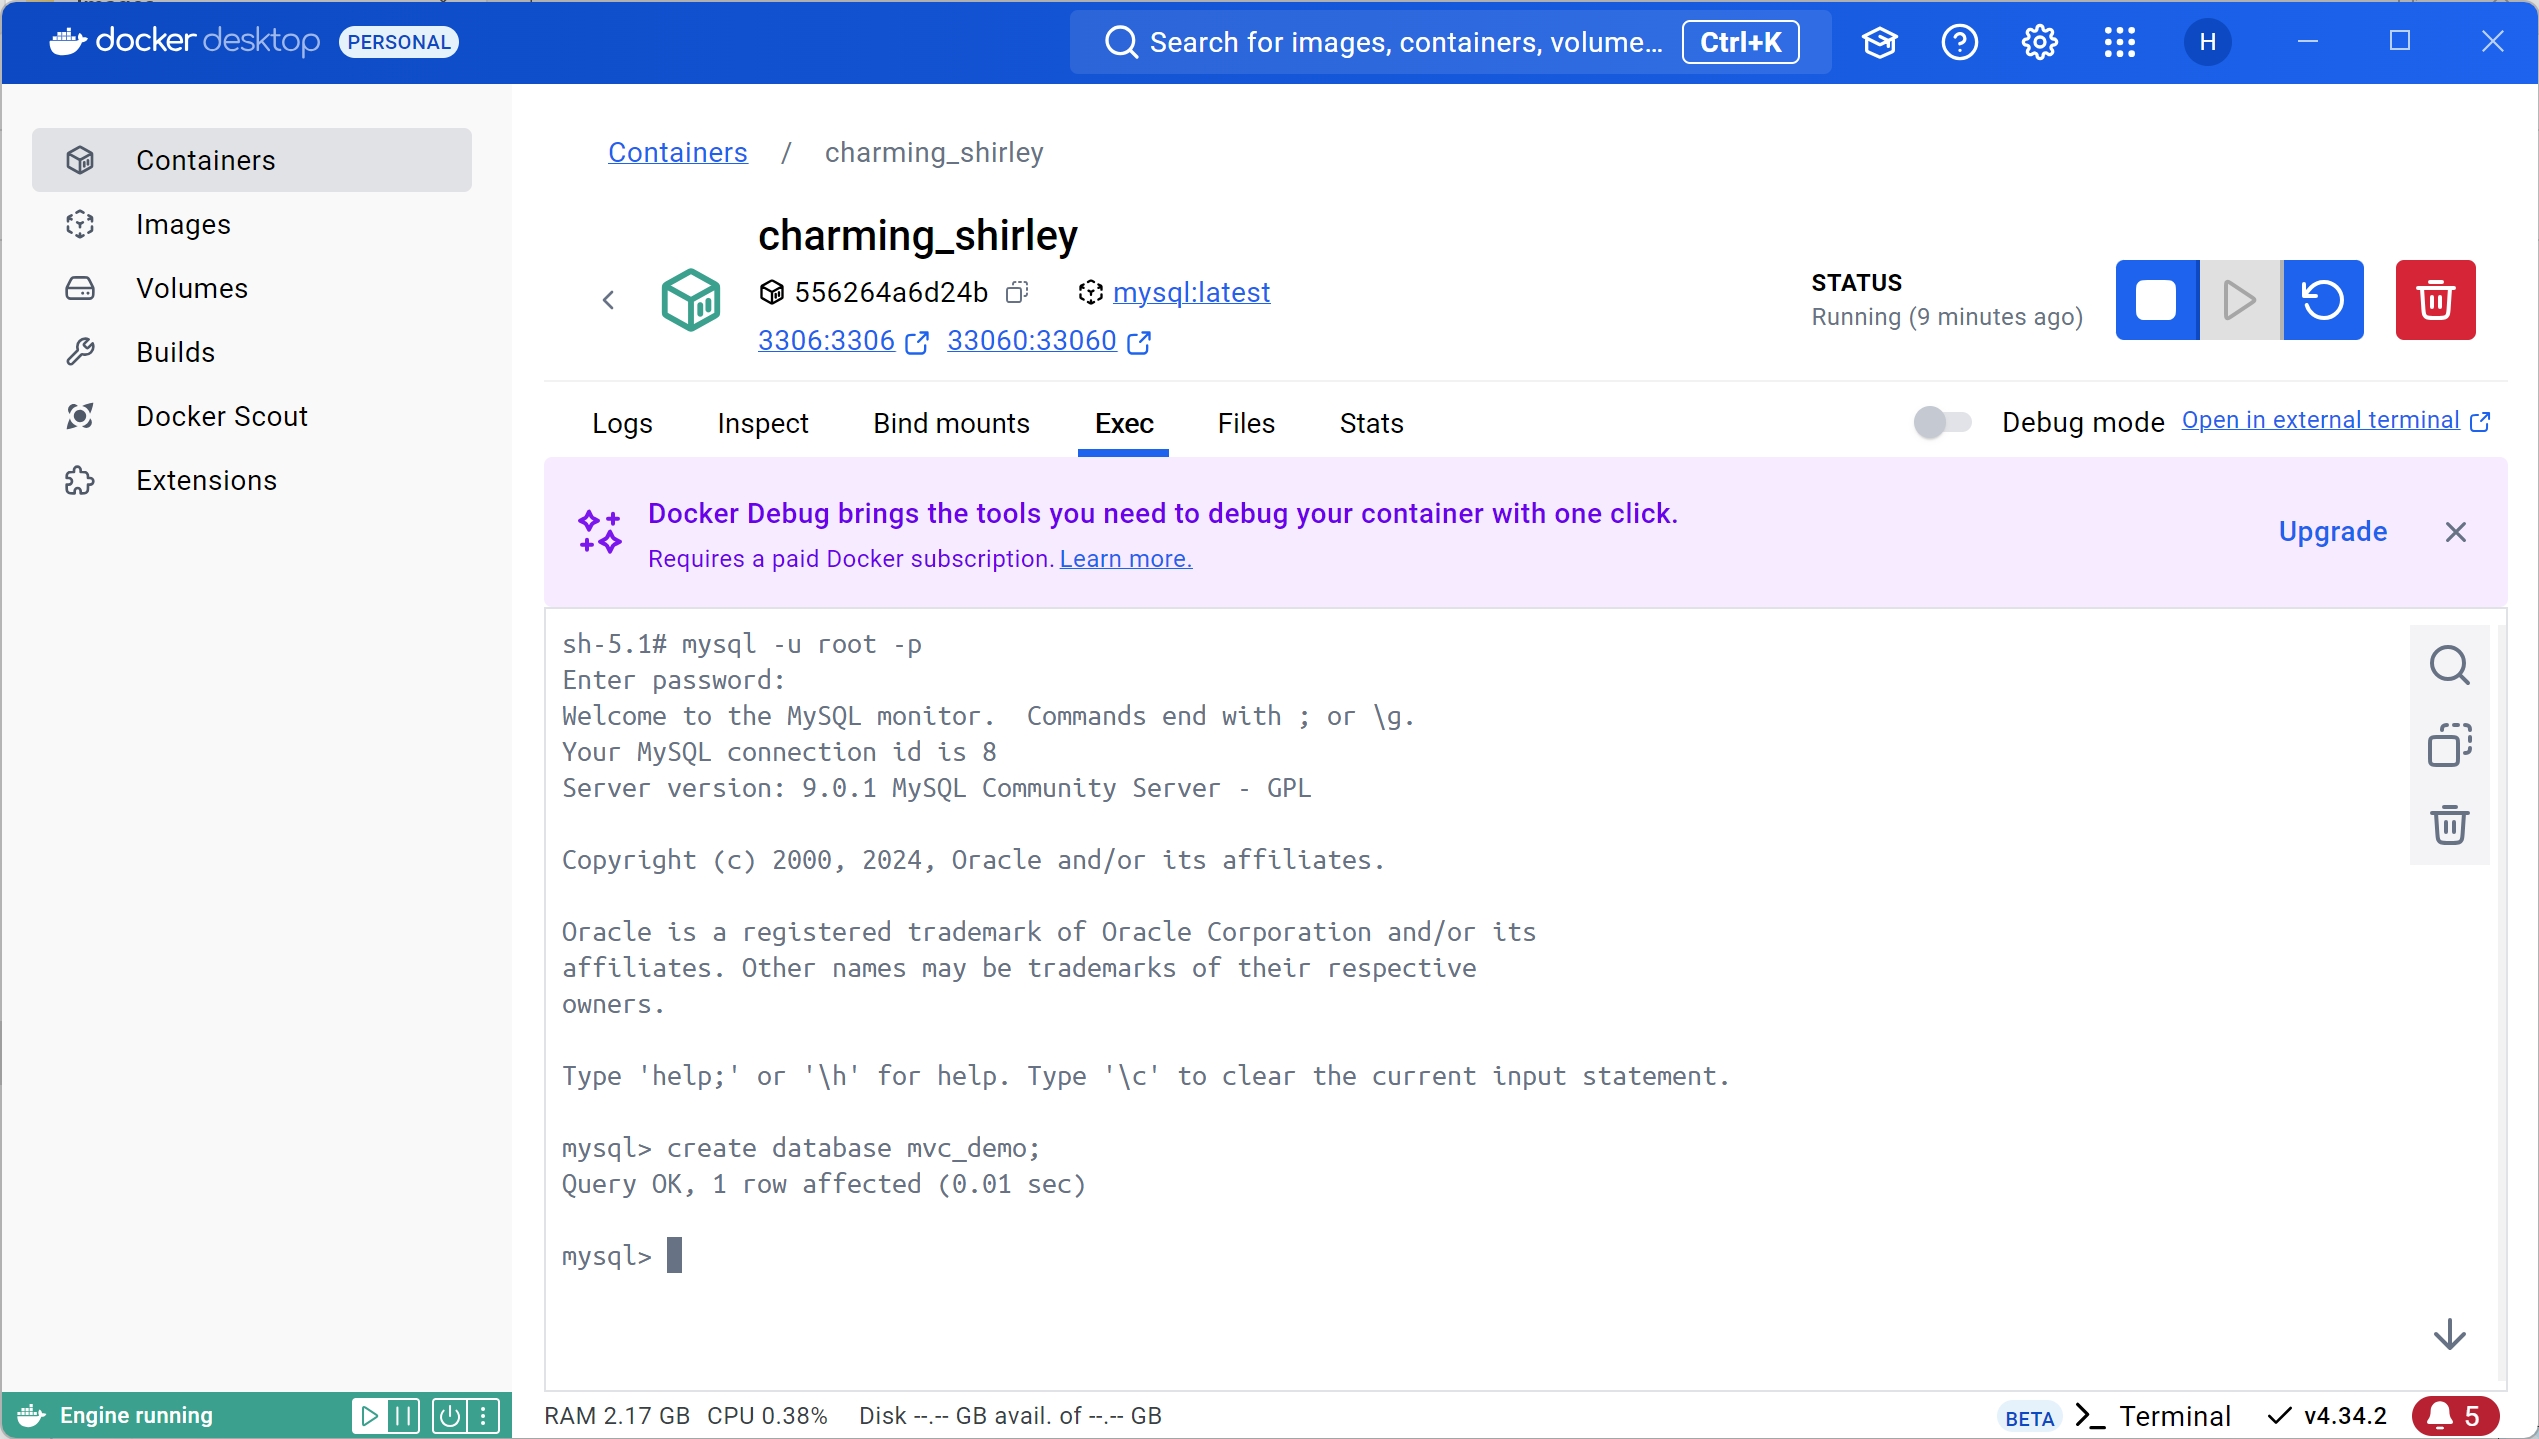 docker desktop PERSONAL
Search for images, containers, volume... Ctrl+K
H
Containers
Images
Volumes
Builds
Docker Scout
Extensions
Containers / charming_shirley
charming_shirley
556264a6d24b mysql:latest
3306:3306 33060:33060
STATUS
Running (9 minutes ago)
Logs Inspect Bind mounts Exec Files Stats
Debug mode Open in external terminal
Docker Debug brings the tools you need to debug your container with one click.
Requires a paid Docker subscription. Learn more.
Upgrade
sh-5.1# mysql -u root -p
Enter password:
Welcome to the MySQL monitor.  Commands end with ; or \g.
Your MySQL connection id is 8
Server version: 9.0.1 MySQL Community Server - GPL
Copyright (c) 2000, 2024, Oracle and/or its affiliates.
Oracle is a registered trademark of Oracle Corporation and/or its
affiliates. Other names may be trademarks of their respective
owners.
Type 'help;' or '\h' for help. Type '\c' to clear the current input statement.
mysql> create database mvc_demo;
Query OK, 1 row affected (0.01 sec)
mysql>
Engine running
RAM 2.17 GB CPU 0.38% Disk --.-- GB avail. of --.-- GB
BETA Terminal v4.34.2 5